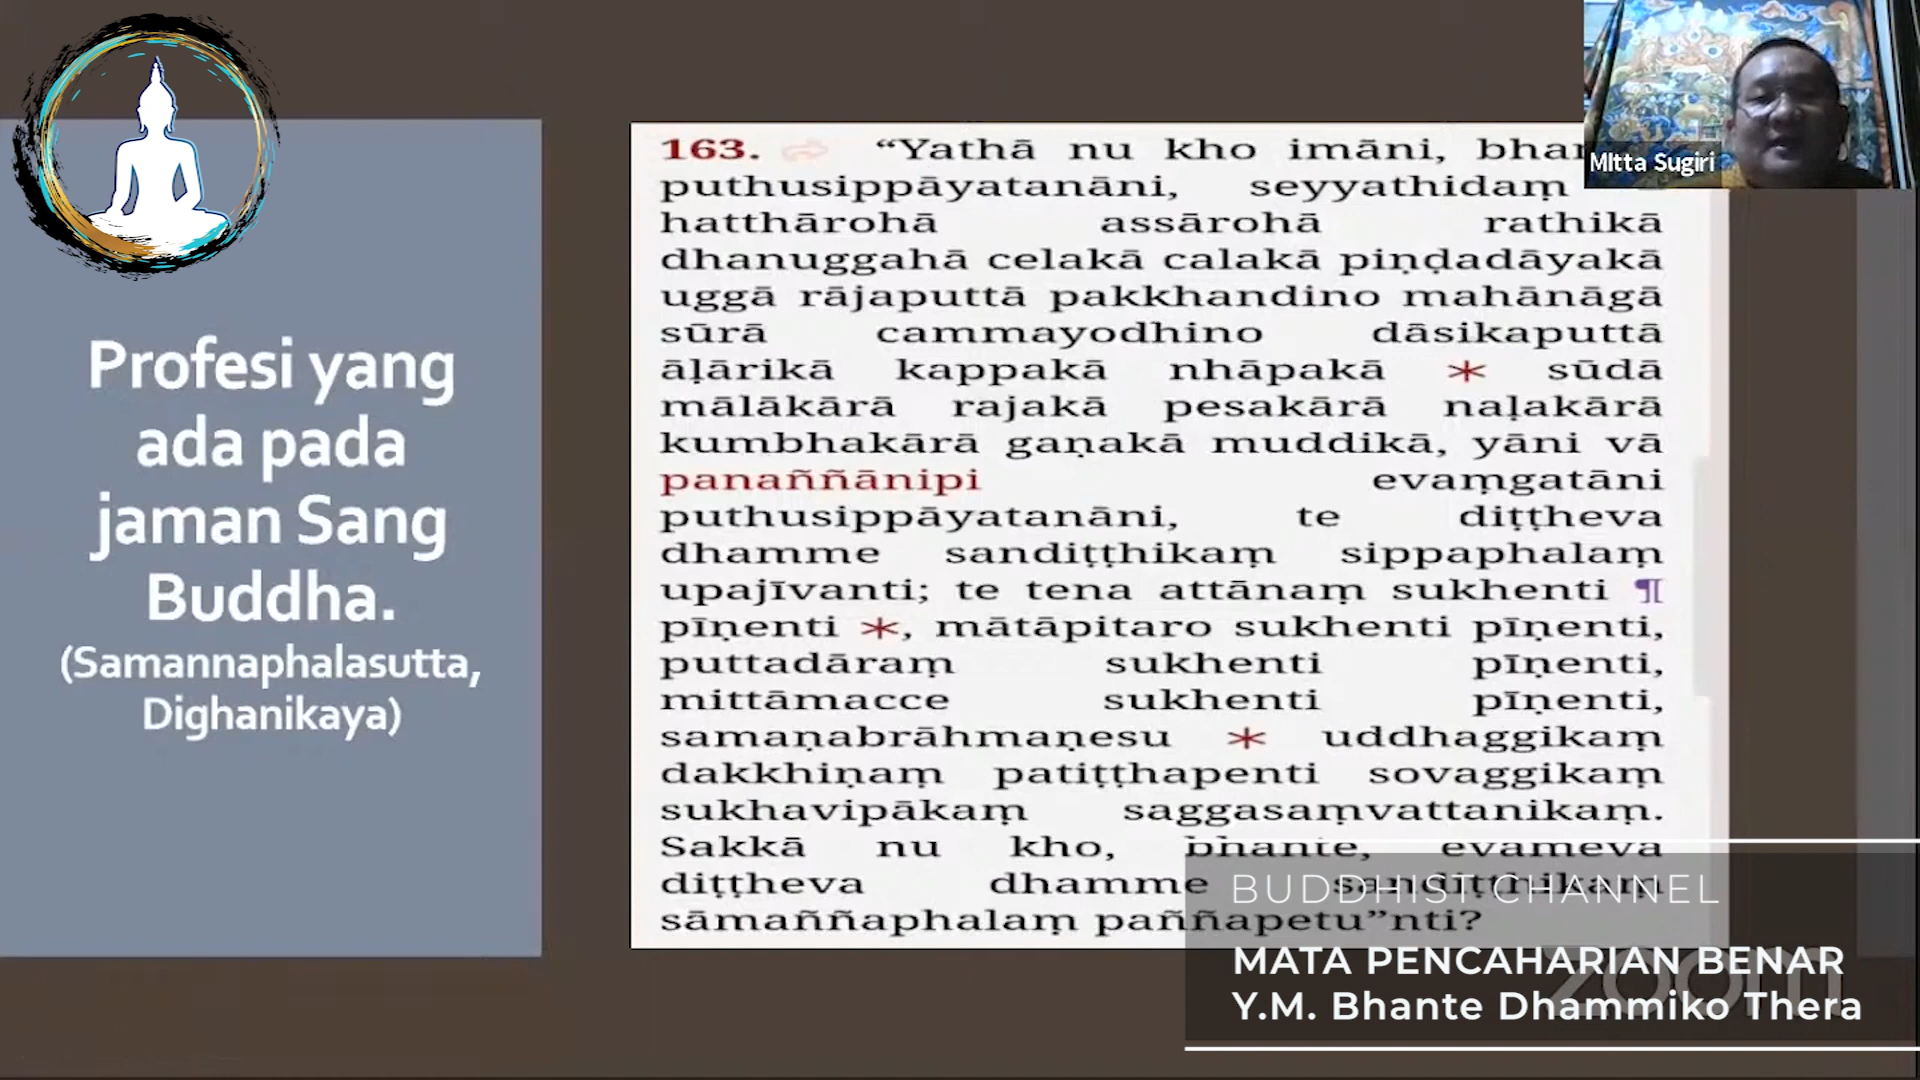 Profesi yang
ada pada
jaman Sang
Buddha.
(Samannaphalasutta,
Dighanikaya)
163. “Yathā nu kho imāni,
puthusippāyatanāni, seyyathidaṃ
hatthārohā assārohā rathikā
dhanuggahā celakā calakā piṇḍadāyakā
uggā rājaputtā pakkhandino mahānāgā
sūrā cammayodhino dāsikaputtā
āḷārikā kappakā nhāpakā * sūdā
mālākārā rajakā pesakārā naḷakārā
kumbhakārā gaṇakā muddikā, yāni vā
panaññānipi evaṃgatāni
puthusippāyatanāni, te diṭṭheva
dhamme sandiṭṭhikaṃ sippaphalaṃ
upajīvanti; te tena attānaṃ sukhenti ¶
pīṇenti *, mātāpitaro sukhenti pīṇenti,
puttadāraṃ sukhenti pīṇenti,
mittāmacce sukhenti pīṇenti,
samaṇabrāhmaṇesu * uddhaggikaṃ
dakkhiṇaṃ patiṭṭhapenti sovaggikaṃ
sukhavipākaṃ saggasaṃvattanikaṃ.
Sakkā nu kho, bhante, evameva
diṭṭheva dhamme sandiṭṭhikaṃ
sāmaññaphalaṃ paññapetu”nti?
MItta Sugiri
BUDDHIST CHANNEL
MATA PENCAHARIAN BENAR
Y.M. Bhante Dhammiko Thera
zoom